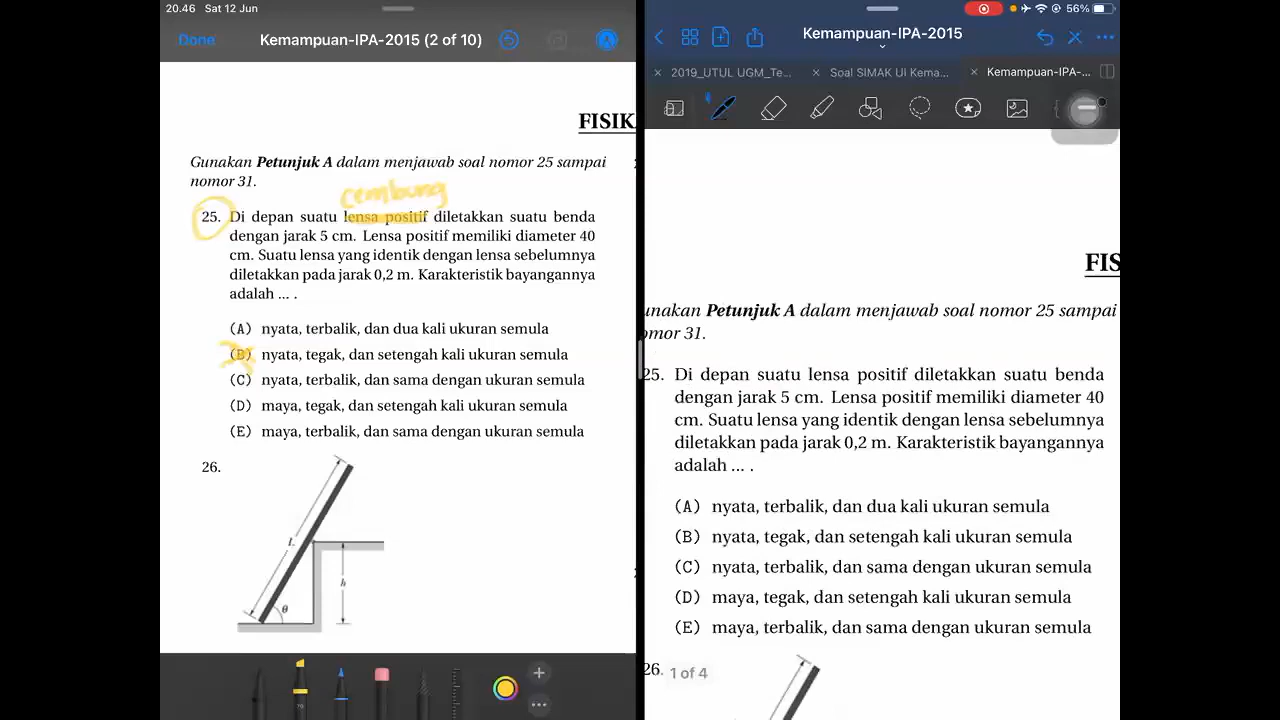 20.46 Sat 12 Jun
Done
Kemampuan-IPA-2015 (2 of 10)
FISIK
Gunakan Petunjuk A dalam menjawab soal nomor 25 sampai
nomor 31.
cembung
25. Di depan suatu lensa positif diletakkan suatu benda
dengan jarak 5 cm. Lensa positif memiliki diameter 40
cm. Suatu lensa yang identik dengan lensa sebelumnya
diletakkan pada jarak 0,2 m. Karakteristik bayangannya
adalah ... .
(A) nyata, terbalik, dan dua kali ukuran semula
(B) nyata, tegak, dan setengah kali ukuran semula
(C) nyata, terbalik, dan sama dengan ukuran semula
(D) maya, tegak, dan setengah kali ukuran semula
(E) maya, terbalik, dan sama dengan ukuran semula
26.
L
h
θ
56%
Kemampuan-IPA-2015
2019_UTUL UGM_Te...
Soal SIMAK UI Kema...
Kemampuan-IPA-...
FIS
unakan Petunjuk A dalam menjawab soal nomor 25 sampai
omor 31.
25. Di depan suatu lensa positif diletakkan suatu benda
dengan jarak 5 cm. Lensa positif memiliki diameter 40
cm. Suatu lensa yang identik dengan lensa sebelumnya
diletakkan pada jarak 0,2 m. Karakteristik bayangannya
adalah ... .
(A) nyata, terbalik, dan dua kali ukuran semula
(B) nyata, tegak, dan setengah kali ukuran semula
(C) nyata, terbalik, dan sama dengan ukuran semula
(D) maya, tegak, dan setengah kali ukuran semula
(E) maya, terbalik, dan sama dengan ukuran semula
26.
1 of 4